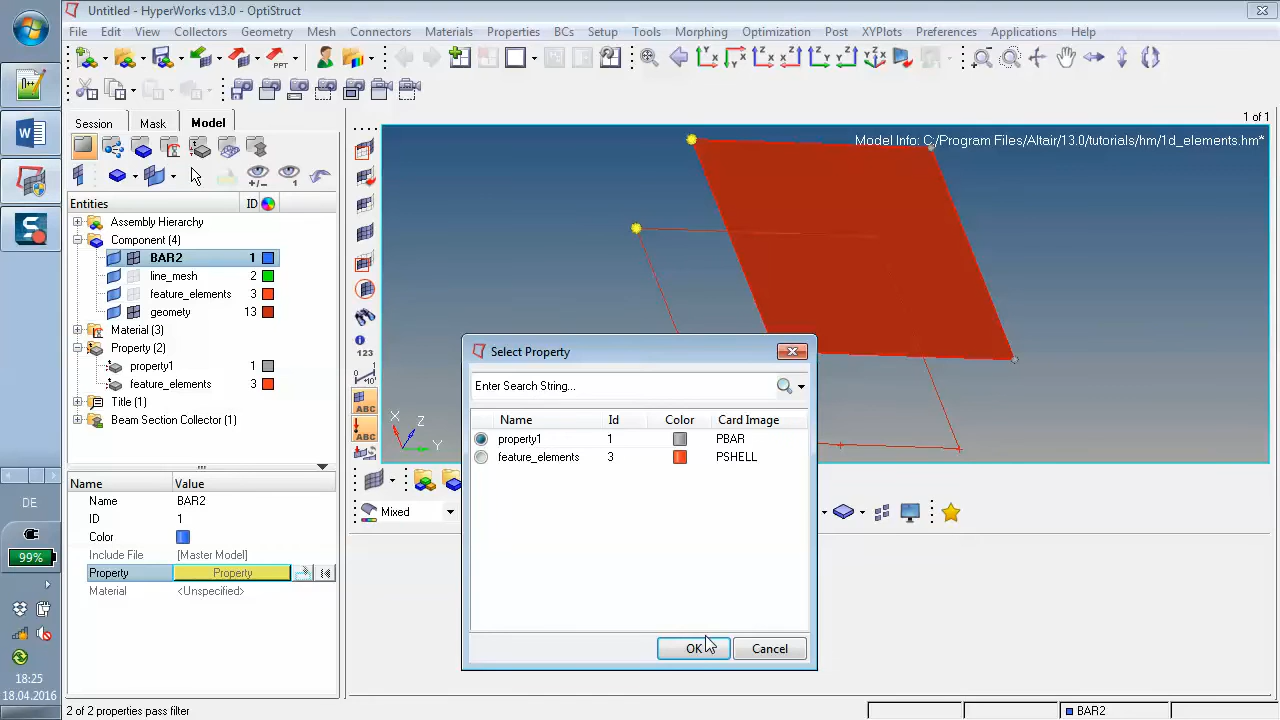 Untitled - HyperWorks v13.0 - OptiStruct
File Edit View Collectors Geometry Mesh Connectors Materials Properties BCs Setup Tools Morphing Optimization Post XYPlots Preferences Applications Help
PPT
Session Mask Model
1 of 1
Model Info: C:/Program Files/Altair/13.0/tutorials/hm/1d_elements.hm*
Entities ID
Assembly Hierarchy
Component (4)
BAR2 1
line_mesh 2
feature_elements 3
geomety 13
Material (3)
Property (2)
property1 1
feature_elements 3
Title (1)
Beam Section Collector (1)
123
ABC
ABC
X Z Y
Name Value
Name BAR2
ID 1
Color
Include File [Master Model]
Property Property
Material <Unspecified>
Select Property
Enter Search String...
Name Id Color Card Image
property1 1 PBAR
feature_elements 3 PSHELL
OK Cancel
Mixed
DE
99%
18:25
18.04.2016
2 of 2 properties pass filter
BAR2